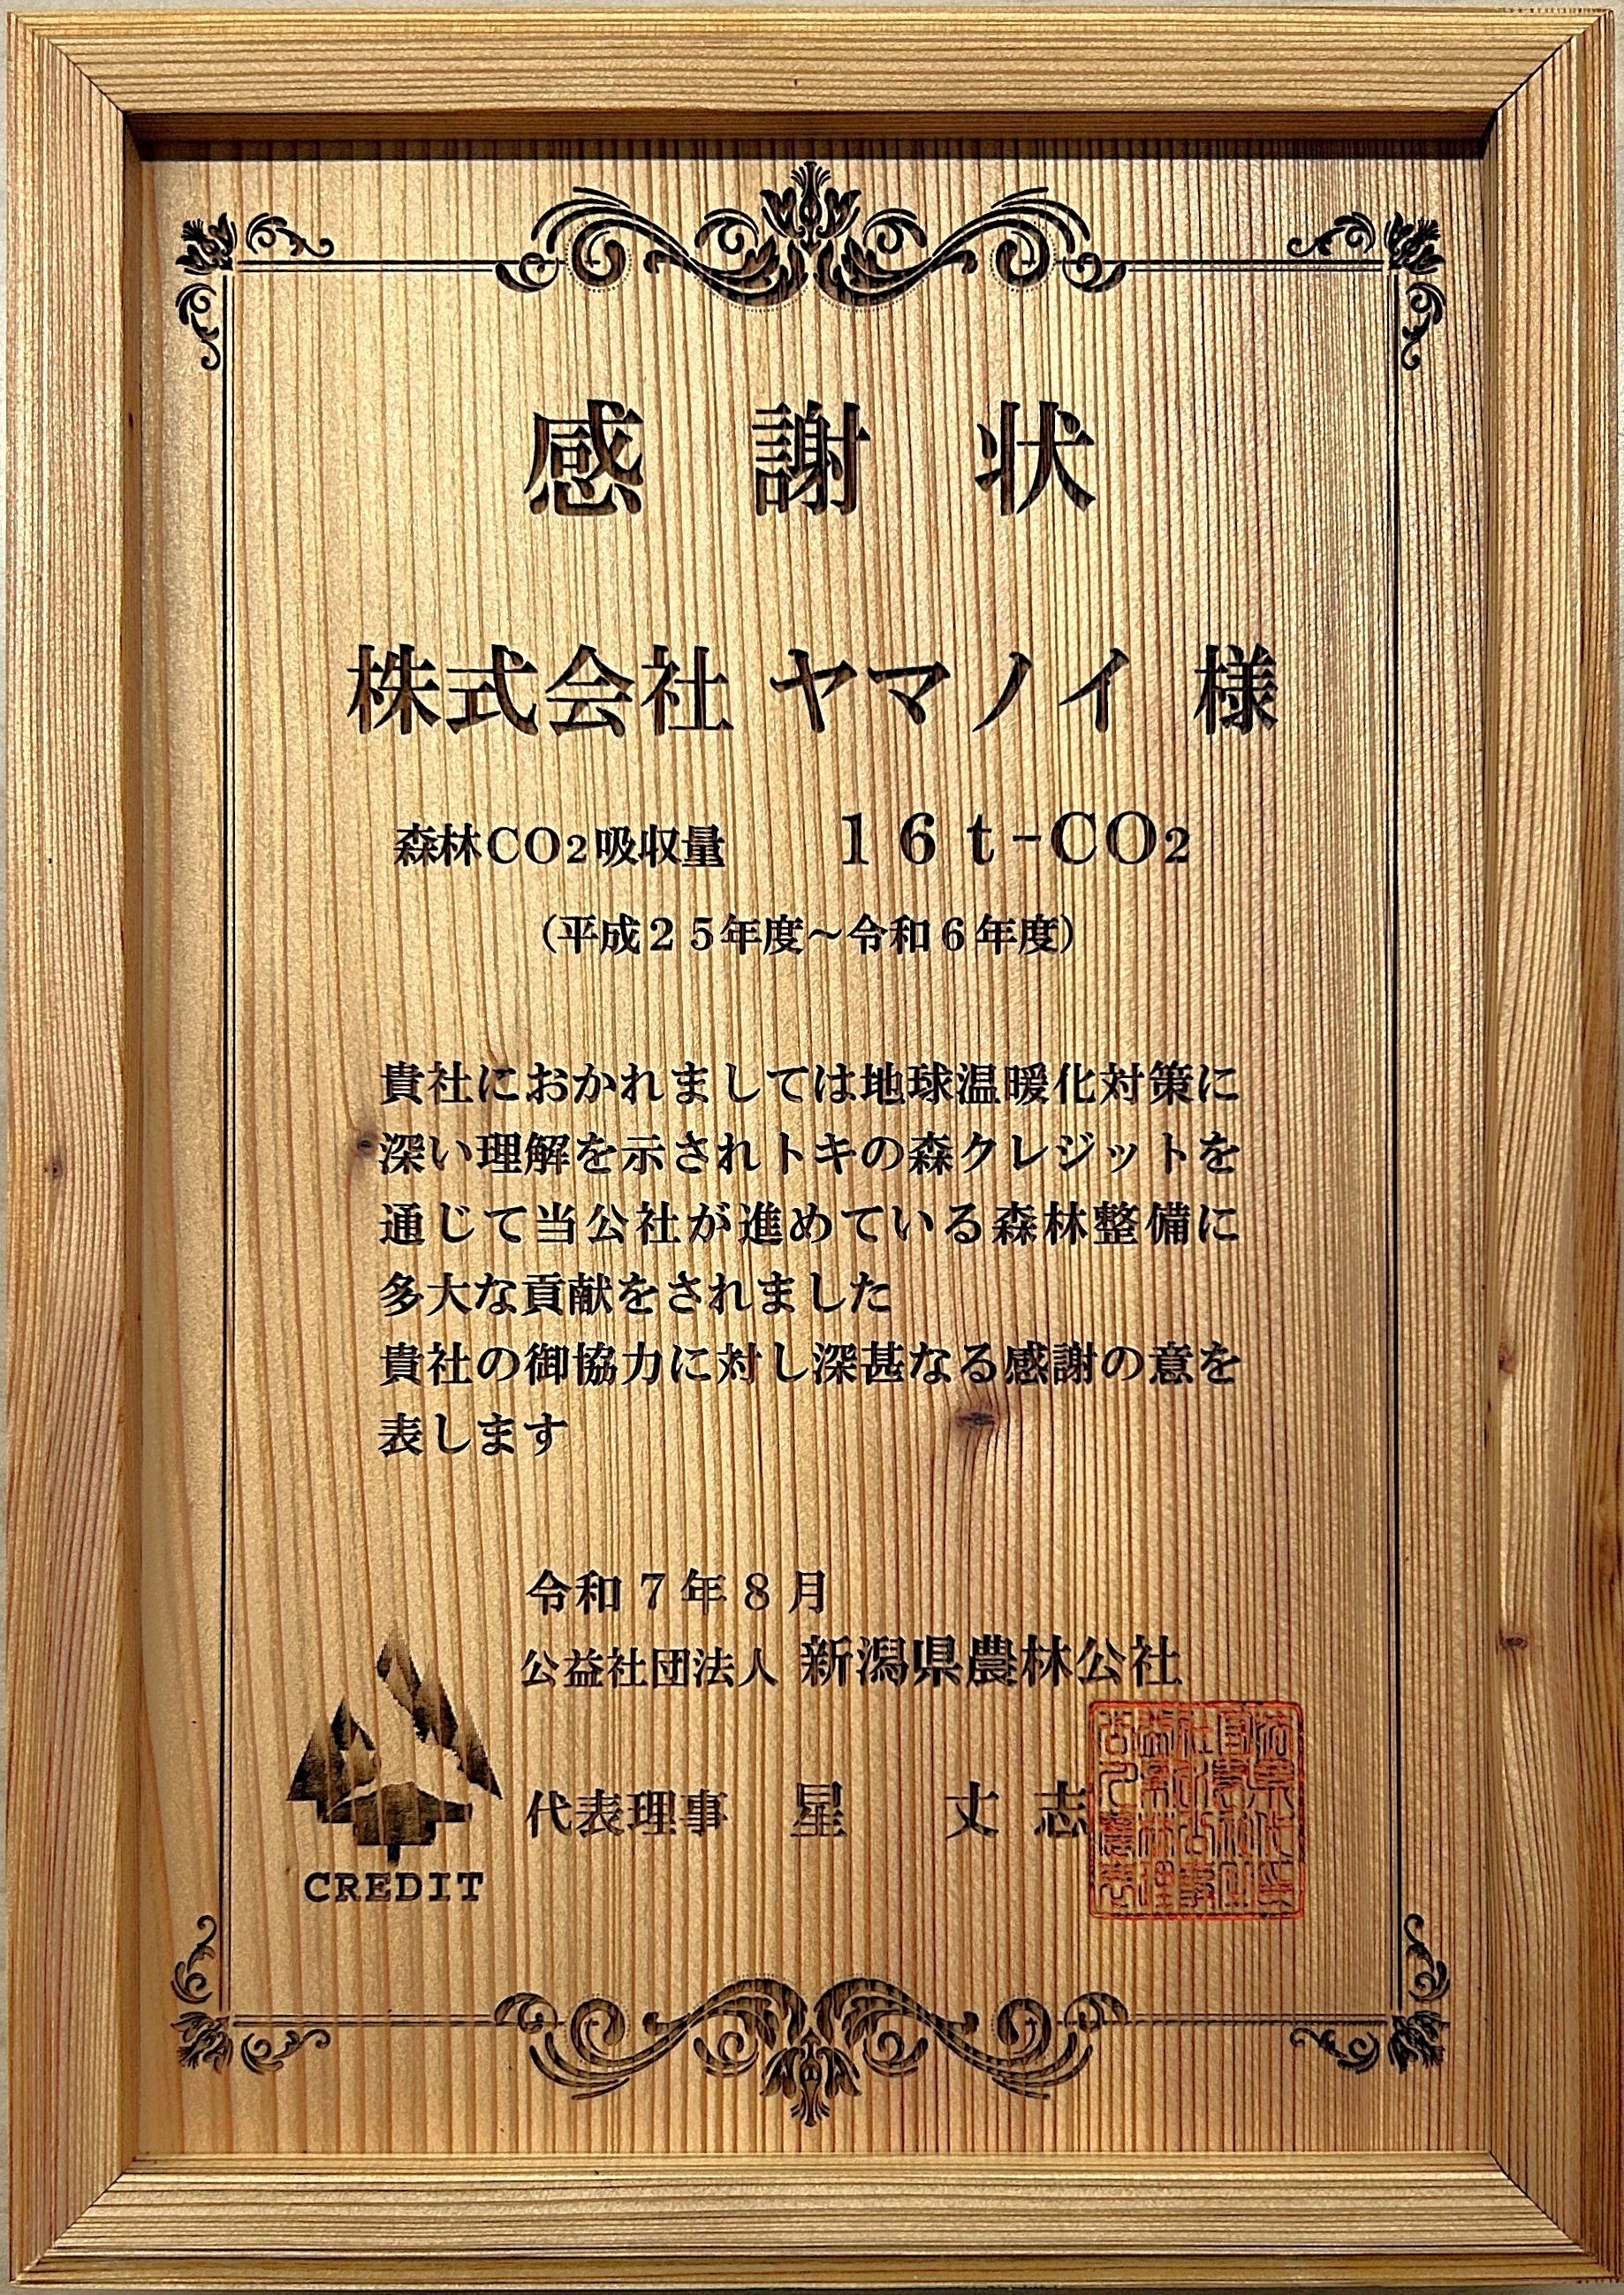 感 謝 状
株式会社 ヤマノイ 様
森林CO2吸収量 16t-CO2
(平成25年度〜令和6年度)
貴社におかれましては地球温暖化対策に
深い理解を示されトキの森クレジットを
通じて当公社が進めている森林整備に
多大な貢献をされました
貴社の御協力に対し深甚なる感謝の意を
表します
令和7年8月
公益社団法人 新潟県農林公社
代表理事 星 丈志
CREDIT